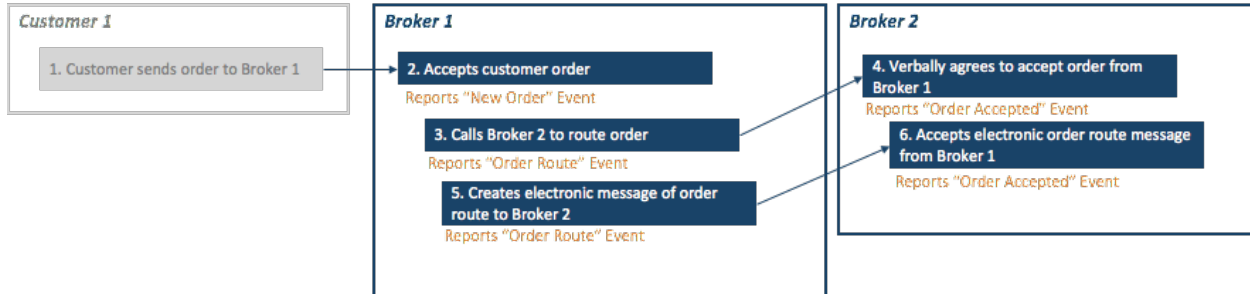 Customer 1
1. Customer sends order to Broker 1
Broker 1
2. Accepts customer order
Reports “New Order” Event
3. Calls Broker 2 to route order
Reports “Order Route” Event
5. Creates electronic message of order
route to Broker 2
Reports “Order Route” Event
Broker 2
4. Verbally agrees to accept order from
Broker 1
Reports “Order Accepted” Event
6. Accepts electronic order route message
from Broker 1
Reports “Order Accepted” Event